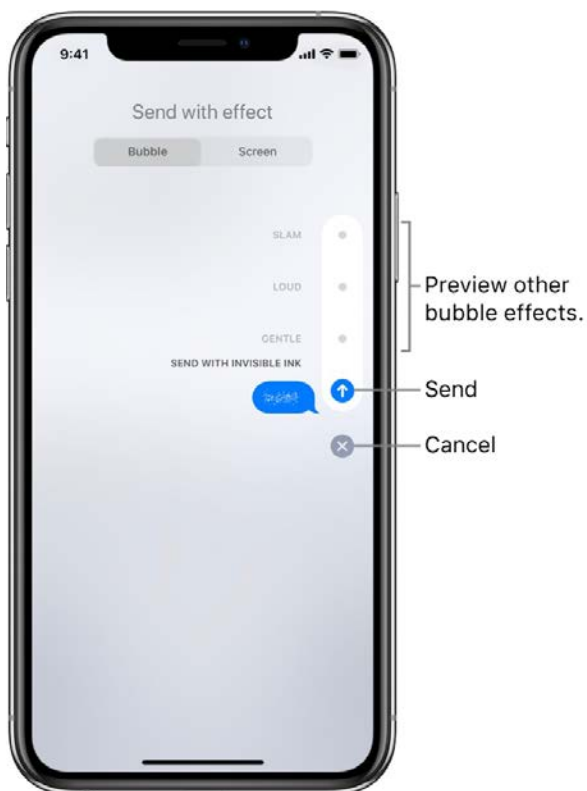 9:41
Send with effect
Bubble Screen
SLAM
LOUD
GENTLE
SEND WITH INVISIBLE INK
Preview other
bubble effects.
Send
Cancel